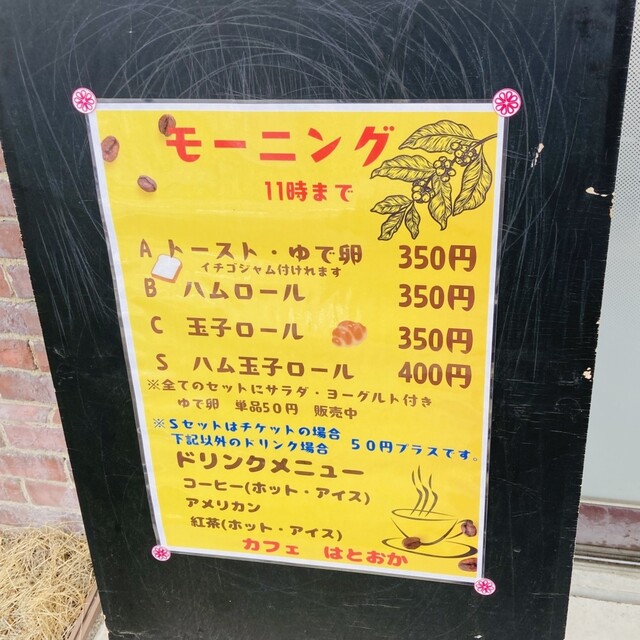 モーニング
11時まで
A トースト・ゆで卵 350円
イチゴジャム付けれます
B ハムロール 350円
C 玉子ロール 350円
S ハム玉子ロール 400円
※全てのセットにサラダ・ヨーグルト付き
ゆで卵 単品50円 販売中
※Sセットはチケットの場合
下記以外のドリンク場合 50円プラスです。
ドリンクメニュー
コーヒー(ホット・アイス)
アメリカン
紅茶(ホット・アイス)
カフェ はとおか